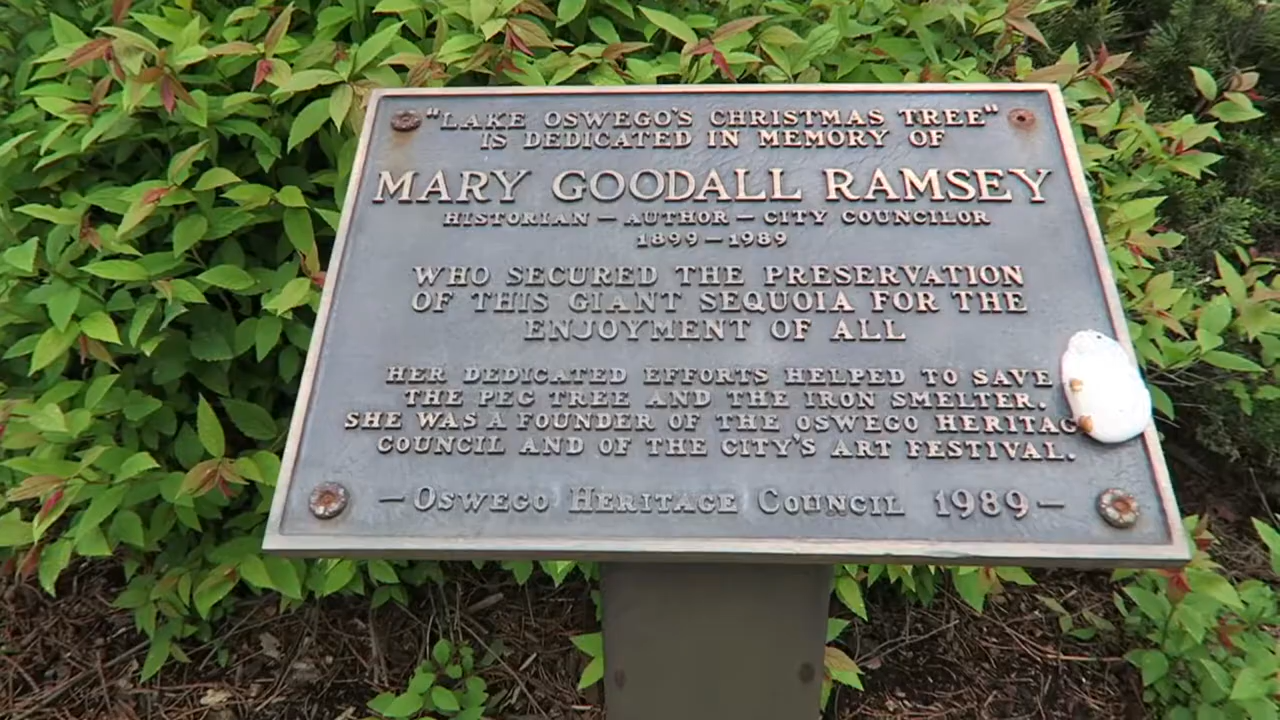 "LAKE OSWEGO'S CHRISTMAS TREE"
IS DEDICATED IN MEMORY OF
MARY GOODALL RAMSEY
HISTORIAN — AUTHOR — CITY COUNCILOR
1899—1989
WHO SECURED THE PRESERVATION
OF THIS GIANT SEQUOIA FOR THE
ENJOYMENT OF ALL
HER DEDICATED EFFORTS HELPED TO SAVE
THE PEG TREE AND THE IRON SMELTER.
SHE WAS A FOUNDER OF THE OSWEGO HERITAG
COUNCIL AND OF THE CITY'S ART FESTIVAL.
— OSWEGO HERITAGE COUNCIL 1989 —